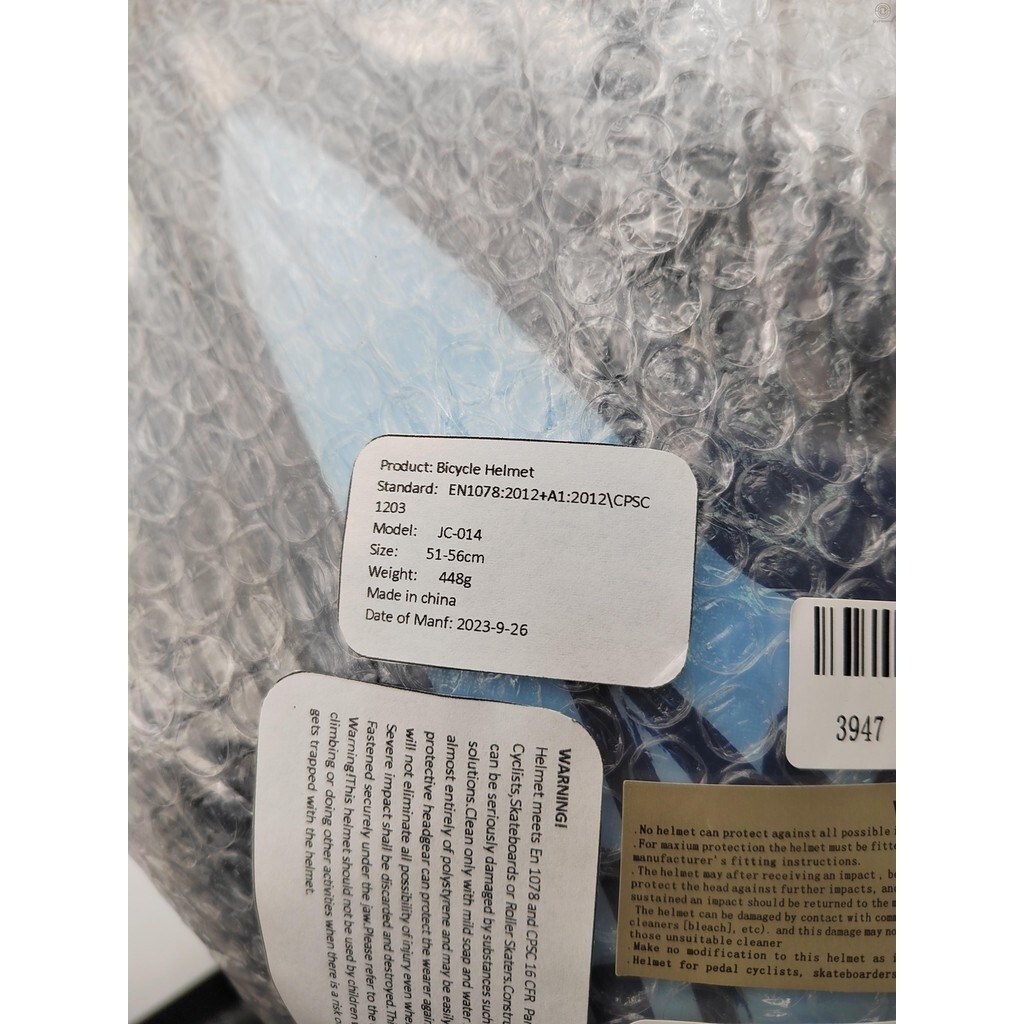 Product: Bicycle Helmet
Standard: EN1078:2012+A1:2012\CPSC
1203
Model: JC-014
Size: 51-56cm
Weight: 448g
Made in china
Date of Manf: 2023-9-26
3947
WARNING!
Helmet meets En 1078 and CPSC 16 CFR
Cyclists,Skateboards or Roller Skaters.
can be seriously damaged by substances such
solutions.Clean only with mild soap and water
almost entirely of polystyrene and may be easily
protective headgear can protect the wearer
will not eliminate all possibility of injury even
Severe impact shall be discarded and destroyed.
Fastened securely under the jaw.Please refer to the
Warning!This helmet should not be used by children
climbing or doing other activities when there is a risk
gets trapped with the helmet.
.No helmet can protect against all possible
.For maxium protection the helmet must be
manufacturer's fitting instructions.
.The helmet may after receiving an impact ,
protect the head against further impacts,
sustained an impact should be returned to the
The helmet can be damaged by contact with
cleaners [bleach], etc). and this damage may
those unsuitable cleaner
.Make no modification to this helmet as
.Helmet for pedal cyclists, skateboarders